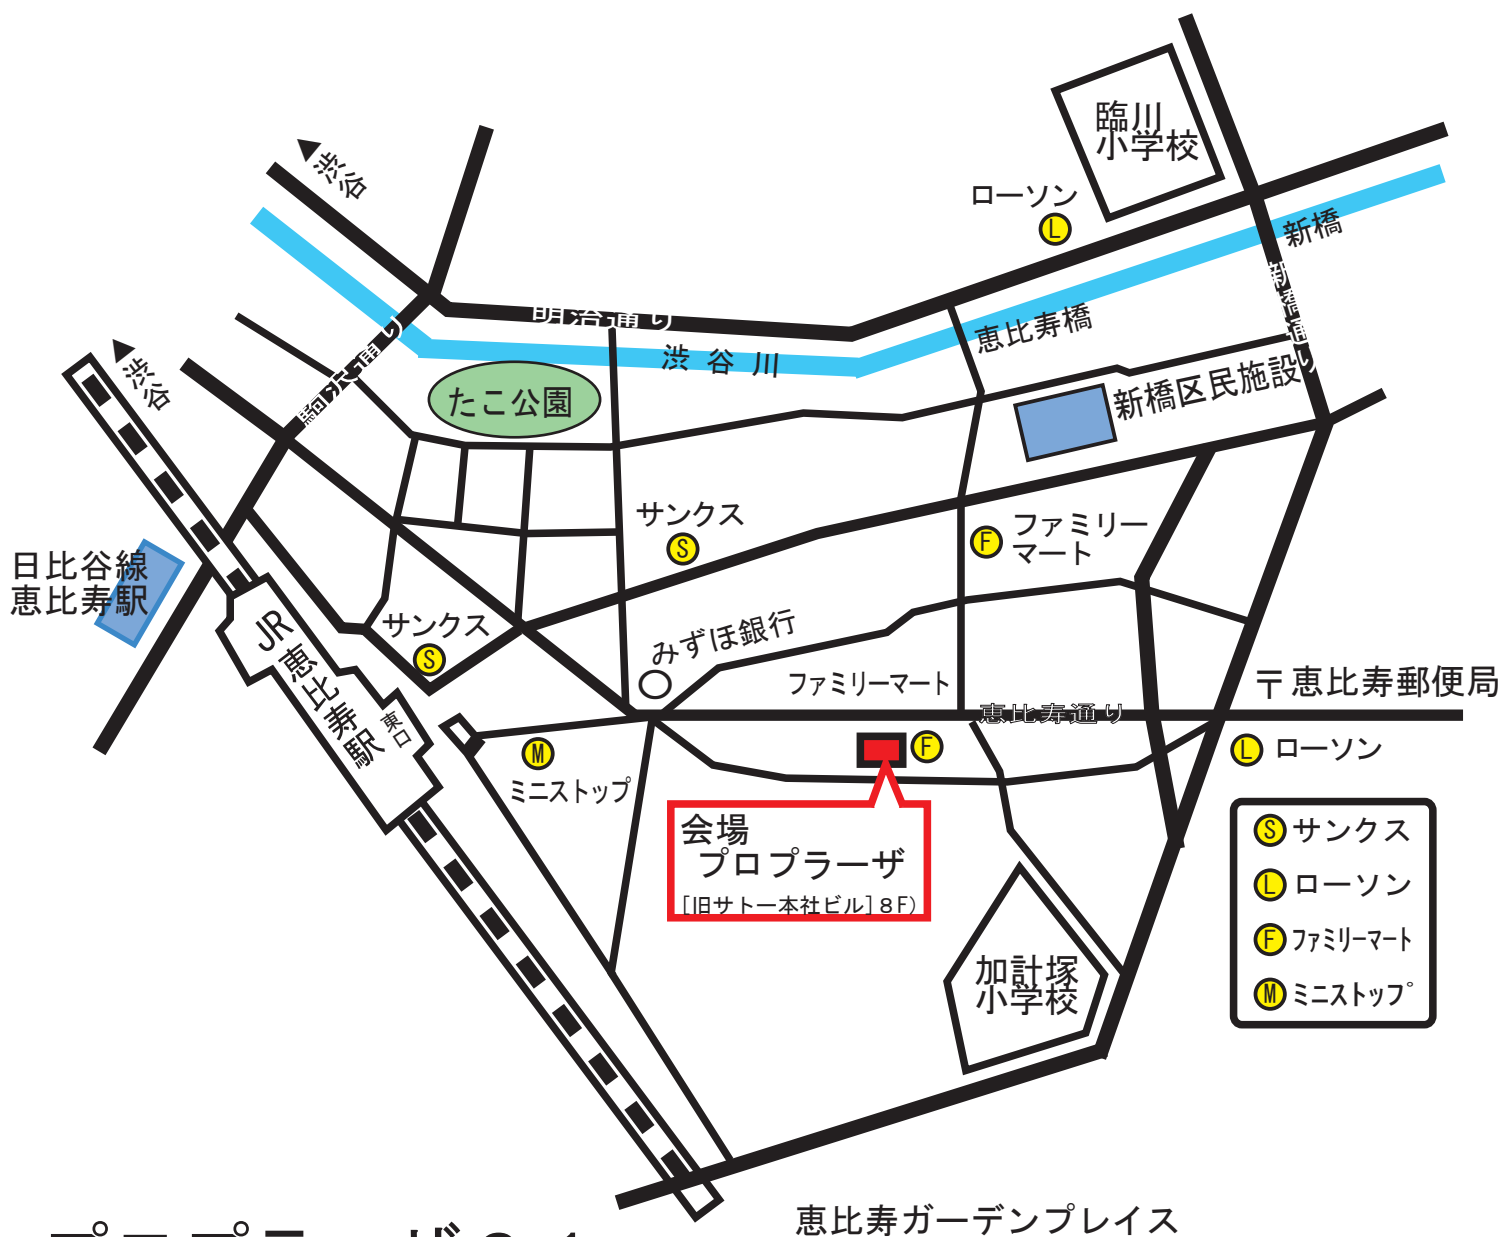 臨川
小学校
ローソン
L
渋谷
新橋
新橋通り
恵比寿橋
明治通り
渋谷川
駒沢通り
渋谷
たこ公園
新橋区民施設
サンクス
S
F
ファミリー
マート
日比谷線
恵比寿駅
サンクス
S
みずほ銀行
JR恵比寿駅
東口
ファミリーマート
〒恵比寿郵便局
恵比寿通り
M
ミニストップ
F
L ローソン
会場
プロプラーザ
[旧サトー本社ビル]8F)
S サンクス
L ローソン
F ファミリーマート
M ミニストップ
加計塚
小学校
恵比寿ガーデンプレイス